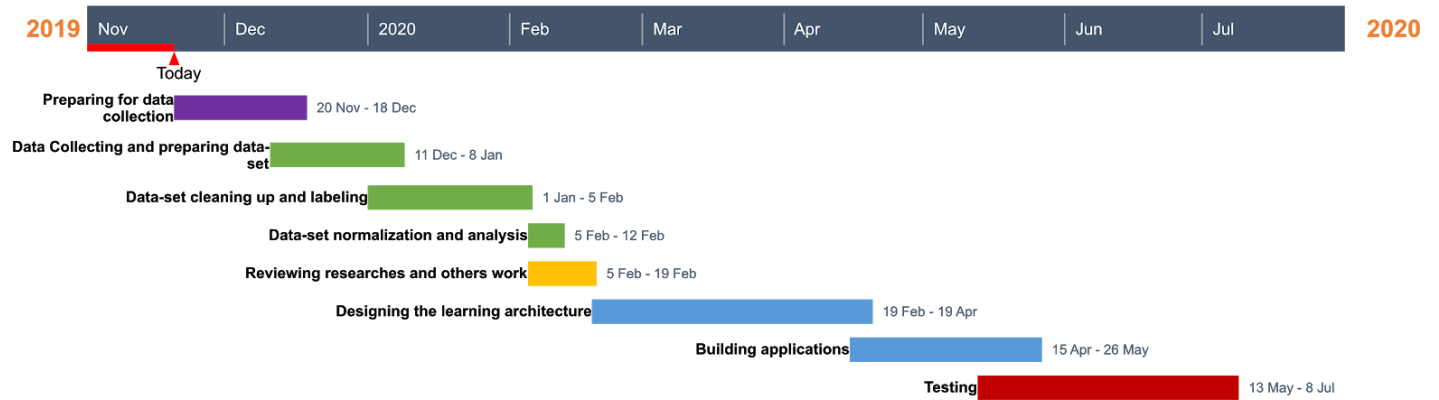 2019 Nov Dec 2020 Feb Mar Apr May Jun Jul 2020
Today
Preparing for data
collection
20 Nov - 18 Dec
Data Collecting and preparing data-
set
11 Dec - 8 Jan
Data-set cleaning up and labeling 1 Jan - 5 Feb
Data-set normalization and analysis 5 Feb - 12 Feb
Reviewing researches and others work 5 Feb - 19 Feb
Designing the learning architecture 19 Feb - 19 Apr
Building applications 15 Apr - 26 May
Testing 13 May - 8 Jul